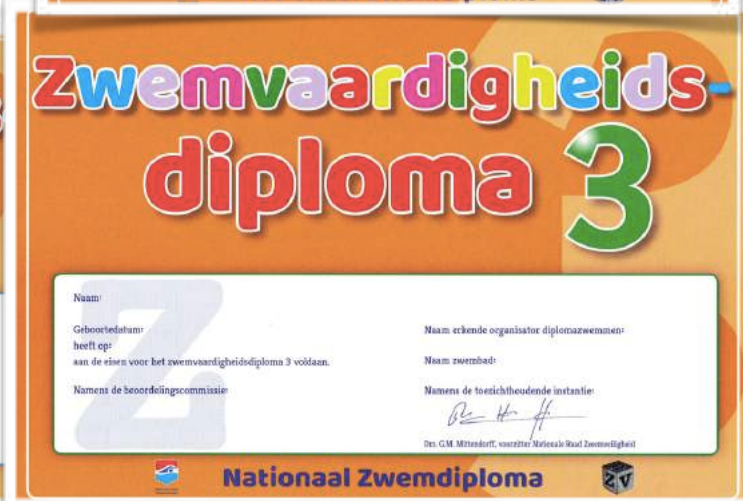 Zwemvaardigheids-
diploma 3
Naam:
Geboortedatum:
heeft op:
aan de eisen voor het zwemvaardigheidsdiploma 3 voldaan.
Namens de beoordelingscommissie:
Naam erkende organisator diplomazwemmen:
Naam zwembad:
Namens de toezichthoudende instantie:
Drs. G.M. Mittendorff, voorzitter Nationale Raad Zwemveiligheid
Nationaal Zwemdiploma
ZV